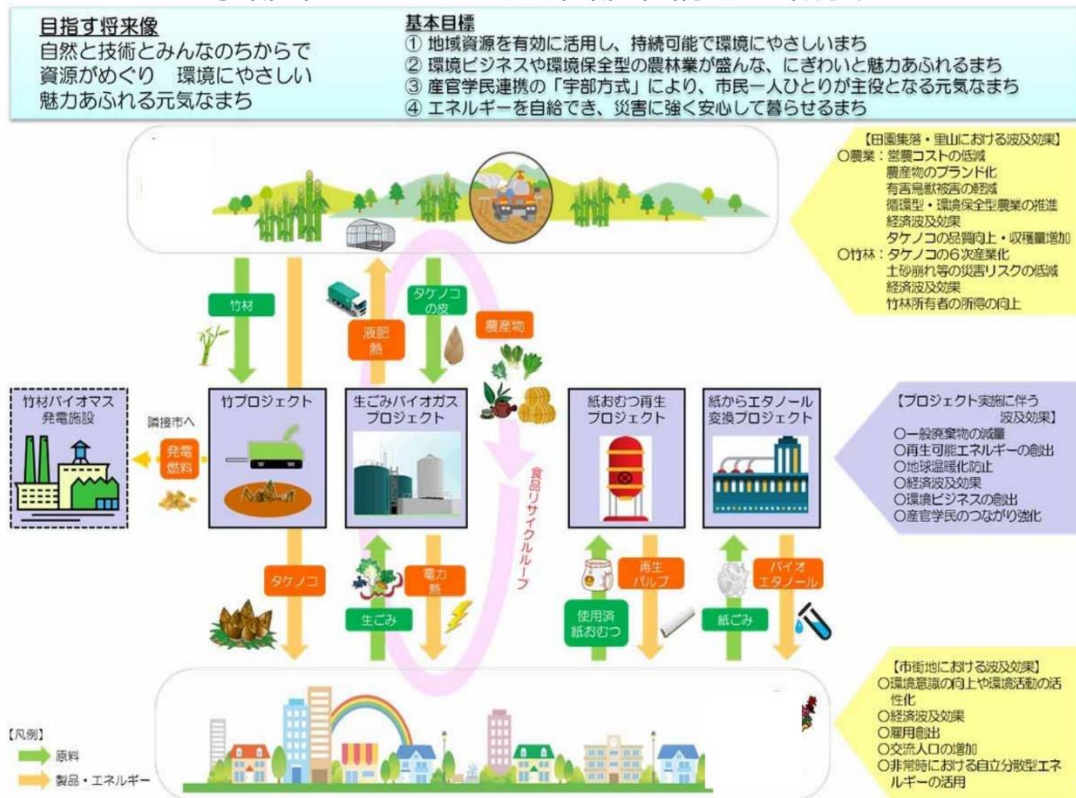 目指す将来像
自然と技術とみんなのちからで
資源がめぐり　環境にやさしい
魅力あふれる元気なまち
基本目標
① 地域資源を有効に活用し、持続可能で環境にやさしいまち
② 環境ビジネスや環境保全型の農林業が盛んな、にぎわいと魅力あふれるまち
③ 産官学民連携の「宇部方式」により、市民一人ひとりが主役となる元気なまち
④ エネルギーを自給でき、災害に強く安心して暮らせるまち
【田園集落・里山における波及効果】
○農業：営農コストの低減
農産物のブランド化
有害鳥獣被害の軽減
循環型・環境保全型農業の推進
経済波及効果
タケノコの品質向上・収穫量増加
○竹林：タケノコの6次産業化
土砂崩れ等の災害リスクの低減
経済波及効果
竹林所有者の所得の向上
竹材
液肥
熱
タケノコ
の皮
農産物
竹材バイオマス
発電施設
隣接市へ
発電
燃料
竹プロジェクト
生ごみバイオガス
プロジェクト
食品リサイクルループ
紙おむつ再生
プロジェクト
紙からエタノール
変換プロジェクト
【プロジェクト実施に伴う
波及効果】
○一般廃棄物の減量
○再生可能エネルギーの創出
○地球温暖化防止
○経済波及効果
○環境ビジネスの創出
○産官学民のつながり強化
タケノコ
生ごみ
電力
熱
使用済
紙おむつ
再生
パルプ
紙ごみ
バイオ
エタノール
【市街地における波及効果】
○環境意識の向上や環境活動の活
性化
○経済波及効果
○雇用創出
○交流人口の増加
○非常時における自立分散型エネ
ルギーの活用
【凡例】
原料
製品・エネルギー